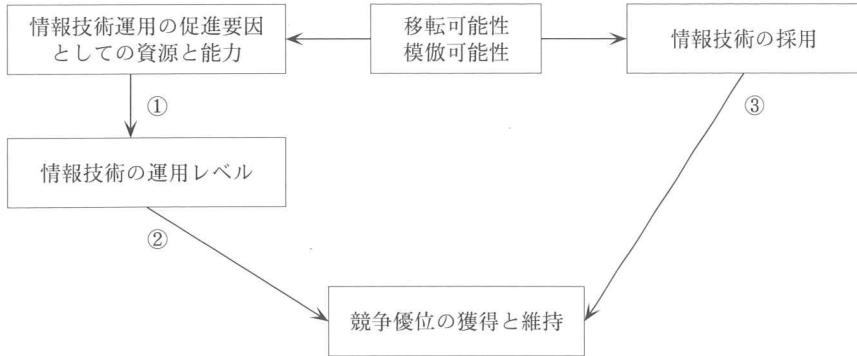 情報技術運用の促進要因
としての資源と能力
移転可能性
模倣可能性
情報技術の採用
①
③
情報技術の運用レベル
②
競争優位の獲得と維持